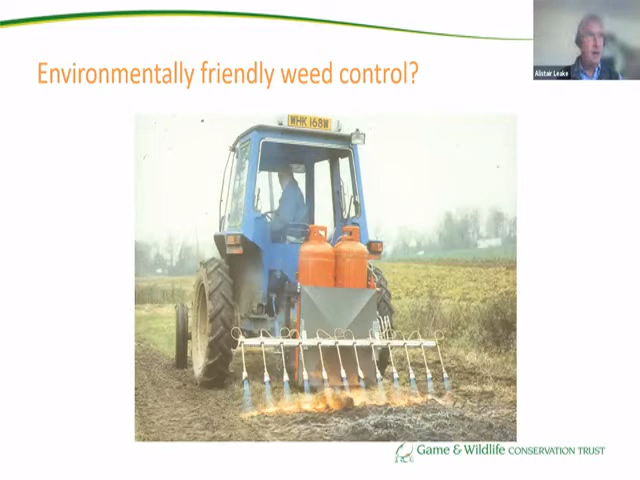 Environmentally friendly weed control?
Alistair Leake
WHK 168W
Game & Wildlife CONSERVATION TRUST